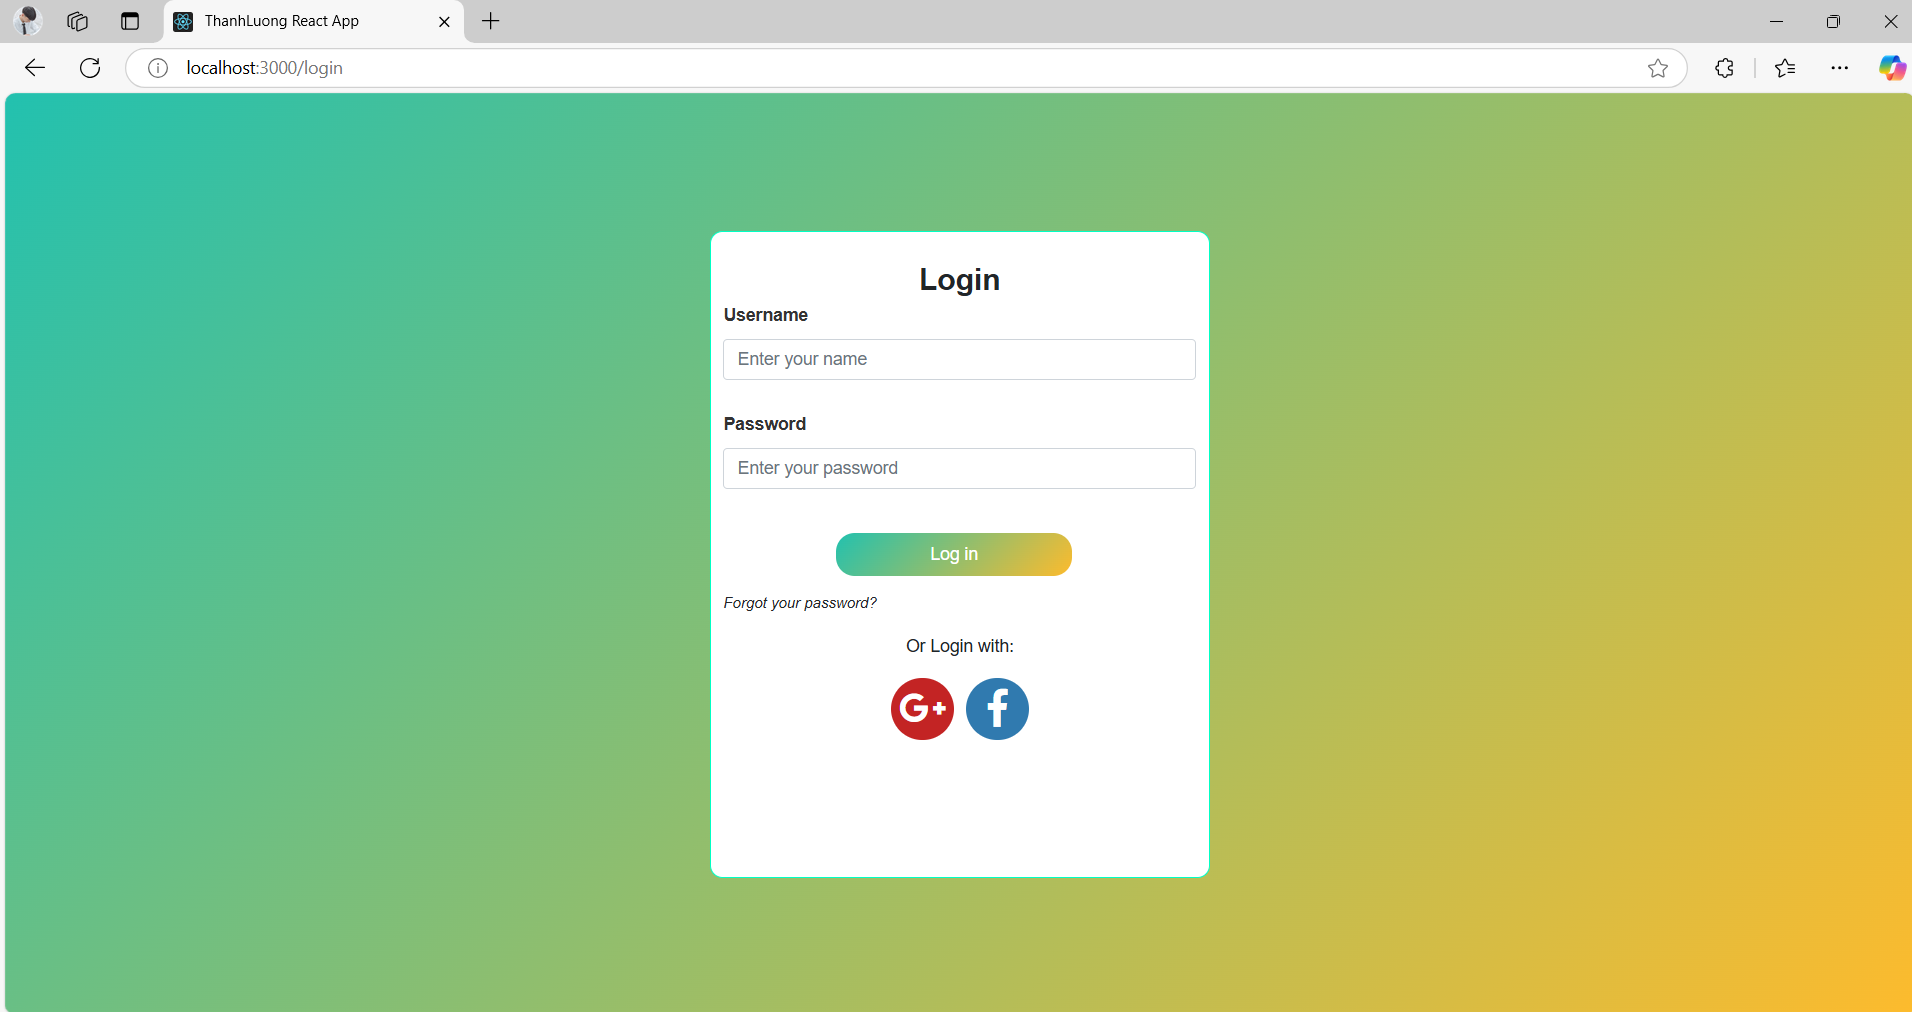 ThanhLuong React App
localhost:3000/login
Login
Username
Enter your name
Password
Enter your password
Log in
Forgot your password?
Or Login with:
G+ f